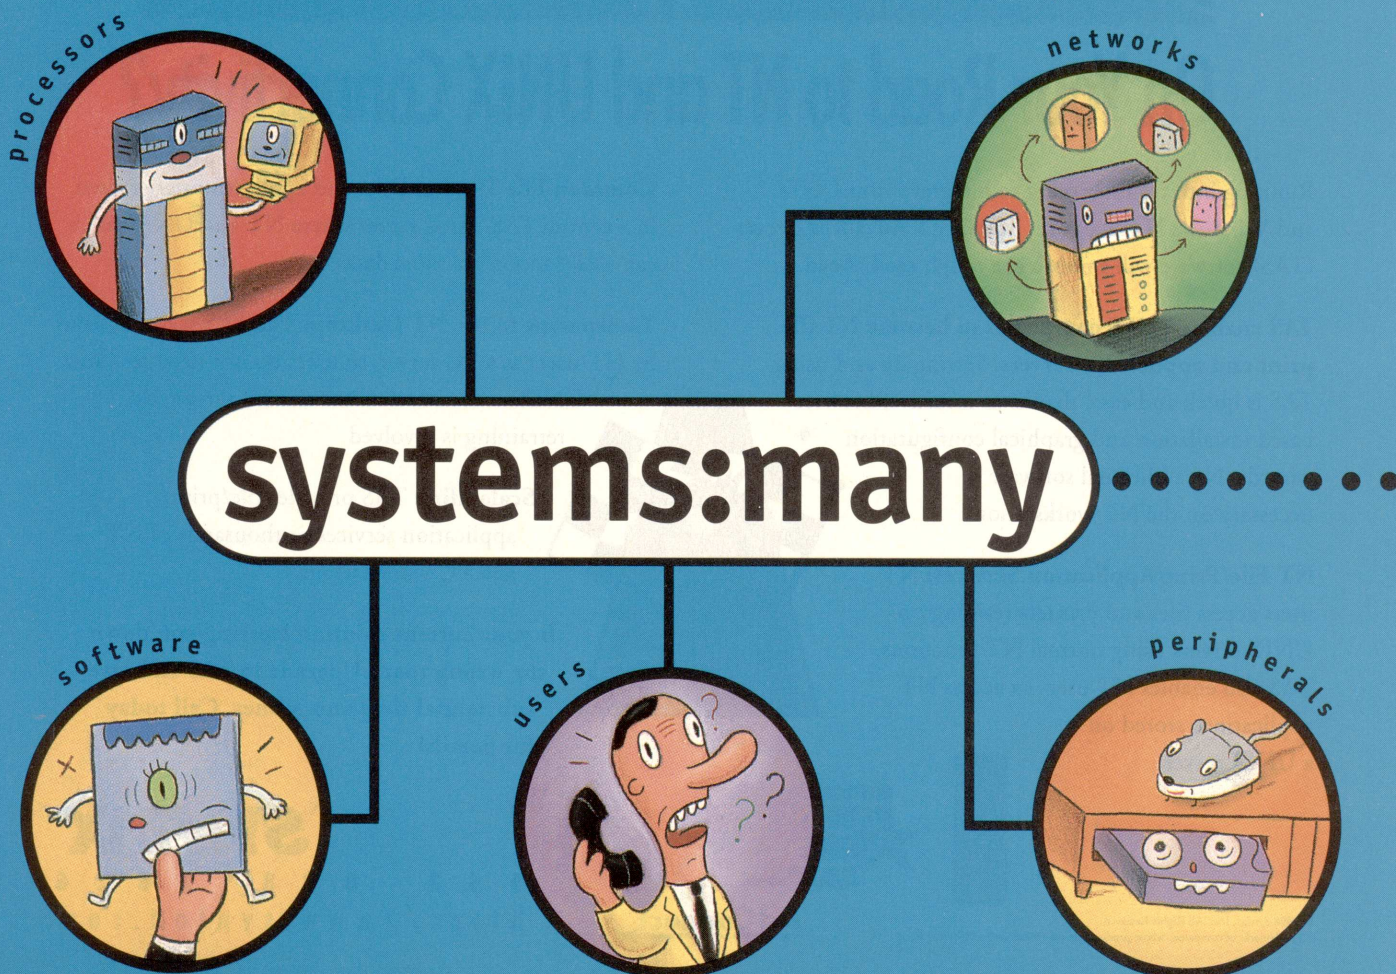 processors
networks
systems:many
software
users
peripherals